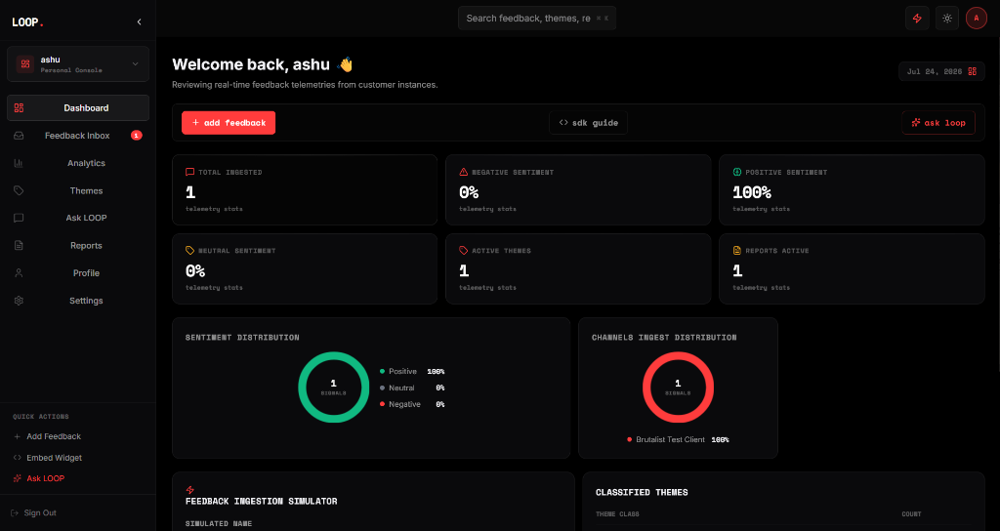 LOOP.
Search feedback, themes, re ⌘ K
A
ashu
Personal Console
Dashboard
Feedback Inbox 1
Analytics
Themes
Ask LOOP
Reports
Profile
Settings
QUICK ACTIONS
+ Add Feedback
Embed Widget
Ask LOOP
Sign Out
Welcome back, ashu 👋
Reviewing real-time feedback telemetries from customer instances.
Jul 24, 2026
+ add feedback
<> sdk guide
ask loop
TOTAL INGESTED
1
telemetry stats
NEGATIVE SENTIMENT
0%
telemetry stats
POSITIVE SENTIMENT
100%
telemetry stats
NEUTRAL SENTIMENT
0%
telemetry stats
ACTIVE THEMES
1
telemetry stats
REPORTS ACTIVE
1
telemetry stats
SENTIMENT DISTRIBUTION
1
SIGNALS
Positive 100%
Neutral 0%
Negative 0%
CHANNELS INGEST DISTRIBUTION
1
SIGNALS
Brutalist Test Client 100%
FEEDBACK INGESTION SIMULATOR
SIMULATED NAME
CLASSIFIED THEMES
THEME CLASS COUNT